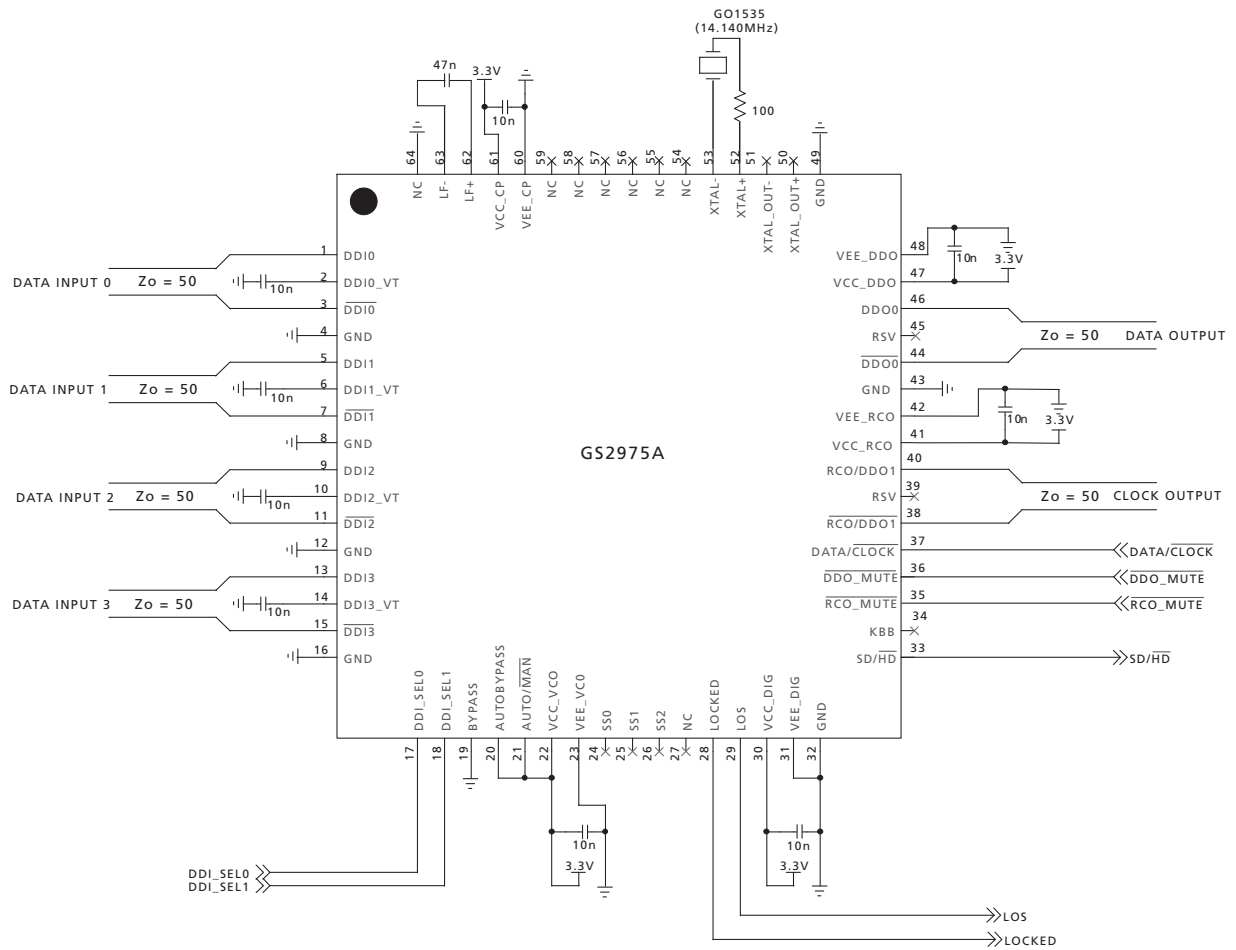 GO1535
(14.140MHz)
47n
3.3V
10n
100
64
63
62
61
60
59
58
57
56
55
54
53
52
51
50
49
NC
LF-
LF+
VCC_CP
VEE_CP
NC
NC
NC
NC
NC
NC
XTAL-
XTAL+
XTAL_OUT-
XTAL_OUT+
GND
DATA INPUT 0 Zo = 50
1 DDI0
10n
2 DDI0_VT
3 DDI0
4 GND
DATA INPUT 1 Zo = 50
5 DDI1
10n
6 DDI1_VT
7 DDI1
8 GND
DATA INPUT 2 Zo = 50
9 DDI2
10n
10 DDI2_VT
11 DDI2
12 GND
DATA INPUT 3 Zo = 50
13 DDI3
10n
14 DDI3_VT
15 DDI3
16 GND
GS2975A
VEE_DDO 48
10n
3.3V
VCC_DDO 47
DDO0 46
RSV 45
Zo = 50 DATA OUTPUT
DDO0 44
GND 43
VEE_RCO 42
10n
3.3V
VCC_RCO 41
RCO/DDO1 40
RSV 39
Zo = 50 CLOCK OUTPUT
RCO/DDO1 38
DATA/CLOCK 37 DATA/CLOCK
DDO_MUTE 36 DDO_MUTE
RCO_MUTE 35 RCO_MUTE
KBB 34
SD/HD 33 SD/HD
DDI_SEL0
DDI_SEL1
BYPASS
AUTOBYPASS
AUTO/MAN
VCC_VCO
VEE_VC0
SS0
SS1
SS2
NC
LOCKED
LOS
VCC_DIG
VEE_DIG
GND
17
18
19
20
21
22
23
24
25
26
27
28
29
30
31
32
10n
3.3V
10n
3.3V
DDI_SEL0
DDI_SEL1
LOS
LOCKED